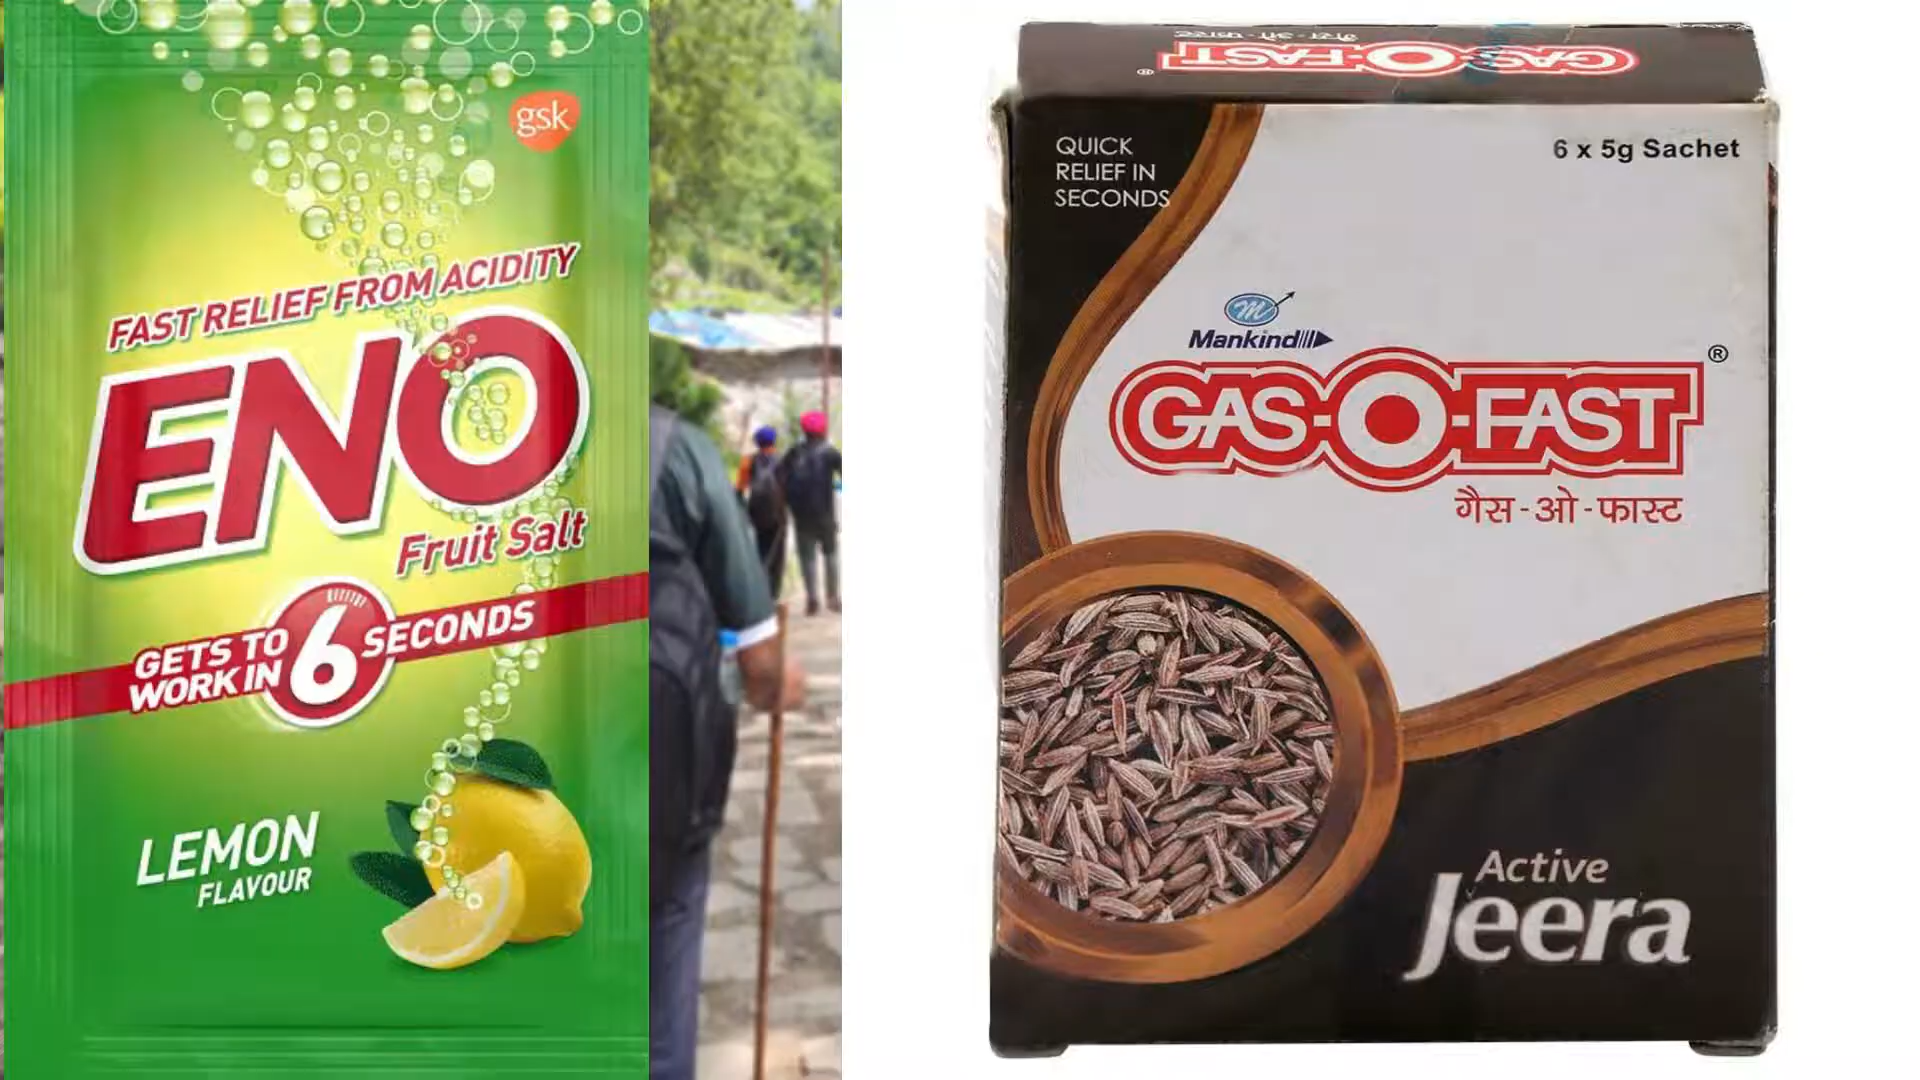 gsk
FAST RELIEF FROM ACIDITY
ENO
Fruit Salt
GETS TO
WORK IN
6
SECONDS
LEMON
FLAVOUR
गैस - ओ - फास्ट
GAS-O-FAST
®
QUICK
RELIEF IN
SECONDS
6 x 5g Sachet
m
Mankind
GAS-O-FAST
®
गैस - ओ - फास्ट
Active
Jeera